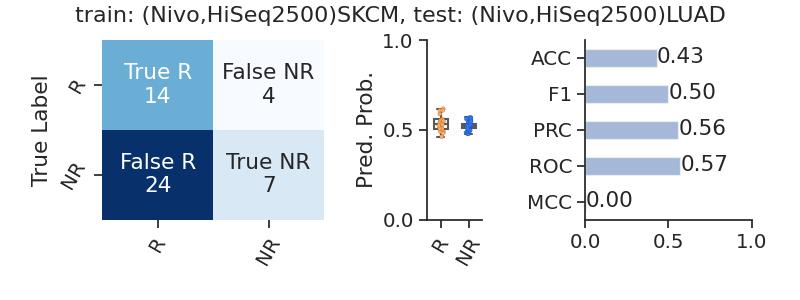 train: (Nivo,HiSeq2500)SKCM, test: (Nivo,HiSeq2500)LUAD
True Label
R
NR
True R
14
False NR
4
False R
24
True NR
7
R
NR
Pred. Prob.
1.0
0.5
0.0
R
NR
ACC
0.43
F1
0.50
PRC
0.56
ROC
0.57
MCC
0.00
0.0
0.5
1.0